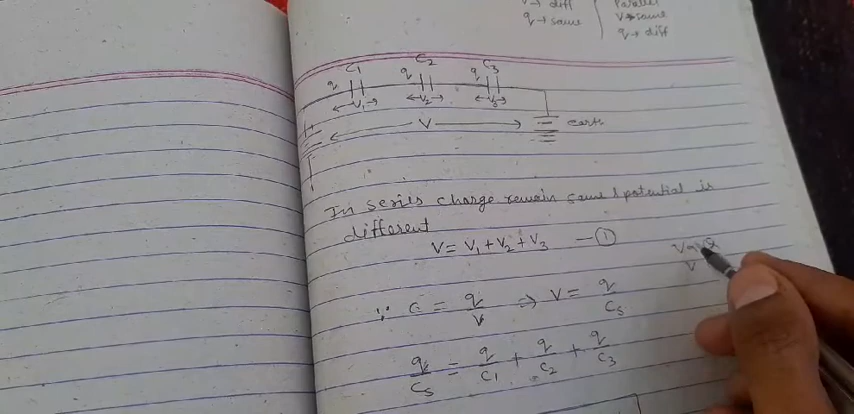 V → diff
q → same
Parallel
V → same
q → diff
C1 C2 C3
q q q
V1 V2 V3
V
earth
In series charge remain same & potential is
different
V = V1 + V2 + V3 — ①
∵ C = q/V ⇒ V = q/Cs
q/Cs = q/C1 + q/C2 + q/C3